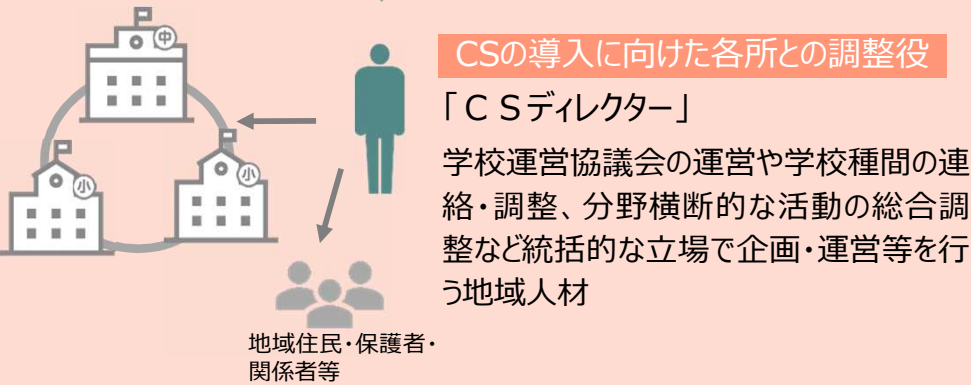 中
小
小
CSの導入に向けた各所との調整役
「ＣＳディレクター」
学校運営協議会の運営や学校種間の連
絡・調整、分野横断的な活動の総合調
整など統括的な立場で企画・運営等を行
う地域人材
地域住民・保護者・
関係者等